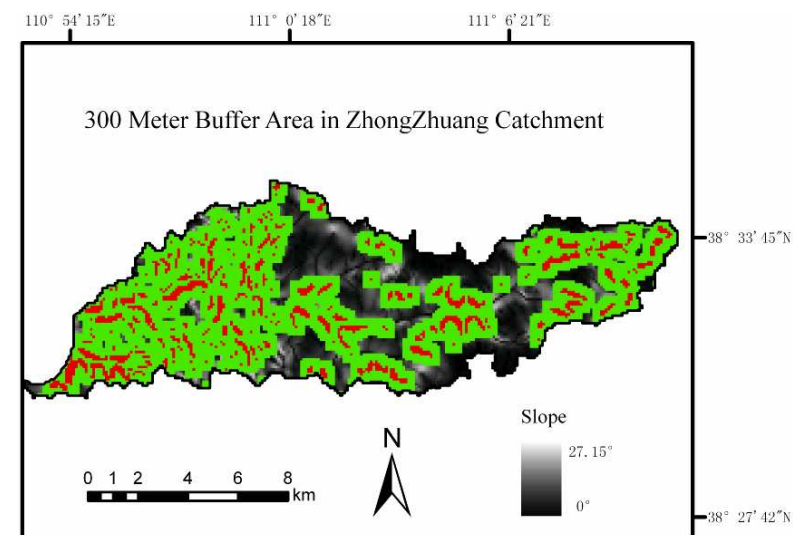 110° 54'15"E
111° 0'18"E
111° 6'21"E
300 Meter Buffer Area in ZhongZhuang Catchment
38° 33'45"N
Slope
27.15°
0°
N
0 1 2 4 6 8
km
38° 27'42"N